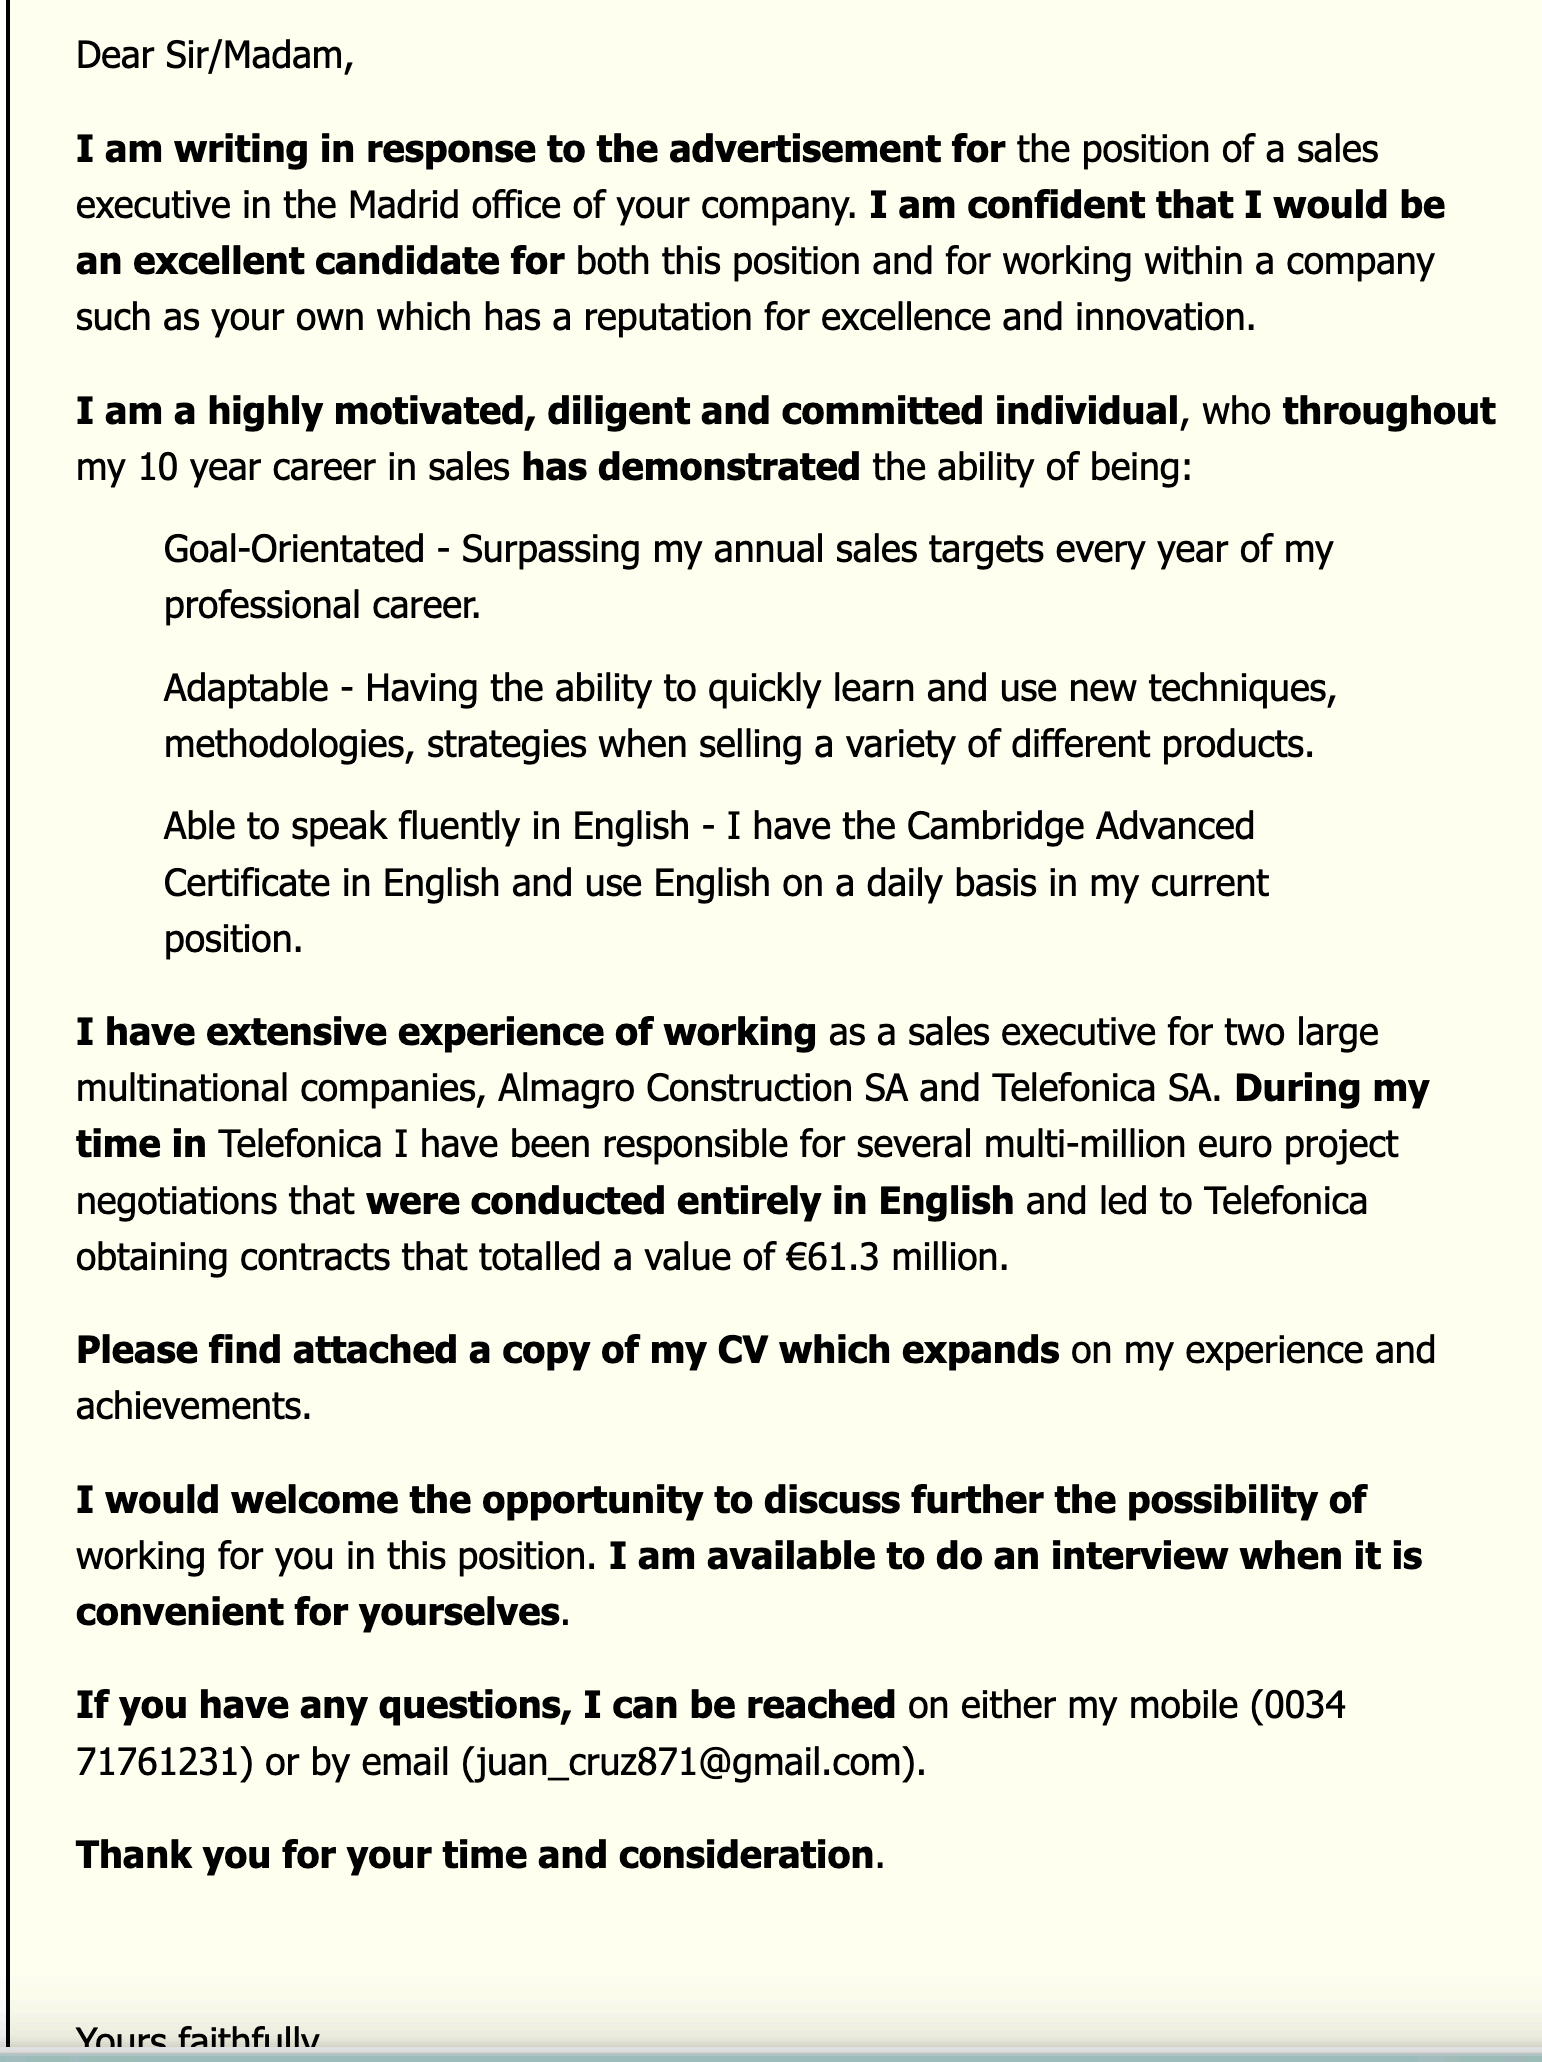 Dear Sir/Madam,
I am writing in response to the advertisement for the position of a sales
executive in the Madrid office of your company. I am confident that I would be
an excellent candidate for both this position and for working within a company
such as your own which has a reputation for excellence and innovation.
I am a highly motivated, diligent and committed individual, who throughout
my 10 year career in sales has demonstrated the ability of being:
Goal-Orientated - Surpassing my annual sales targets every year of my
professional career.
Adaptable - Having the ability to quickly learn and use new techniques,
methodologies, strategies when selling a variety of different products.
Able to speak fluently in English - I have the Cambridge Advanced
Certificate in English and use English on a daily basis in my current
position.
I have extensive experience of working as a sales executive for two large
multinational companies, Almagro Construction SA and Telefonica SA. During my
time in Telefonica I have been responsible for several multi-million euro project
negotiations that were conducted entirely in English and led to Telefonica
obtaining contracts that totalled a value of €61.3 million.
Please find attached a copy of my CV which expands on my experience and
achievements.
I would welcome the opportunity to discuss further the possibility of
working for you in this position. I am available to do an interview when it is
convenient for yourselves.
If you have any questions, I can be reached on either my mobile (0034
71761231) or by email (juan_cruz871@gmail.com).
Thank you for your time and consideration.
Yours faithfully